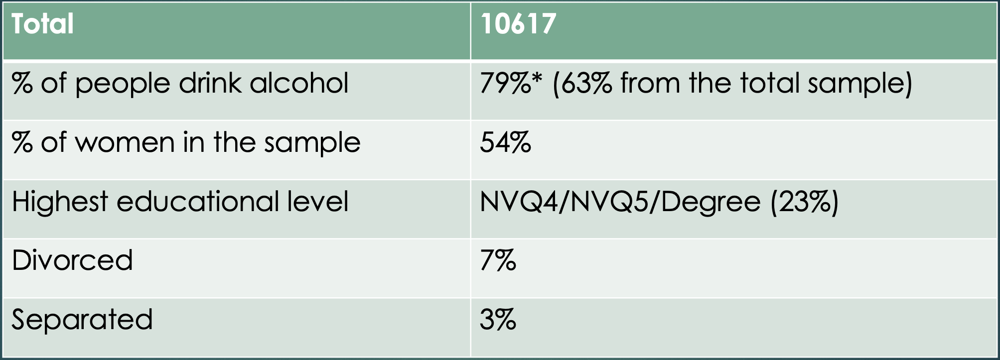 Total 10617
% of people drink alcohol 79%* (63% from the total sample)
% of women in the sample 54%
Highest educational level NVQ4/NVQ5/Degree (23%)
Divorced 7%
Separated 3%